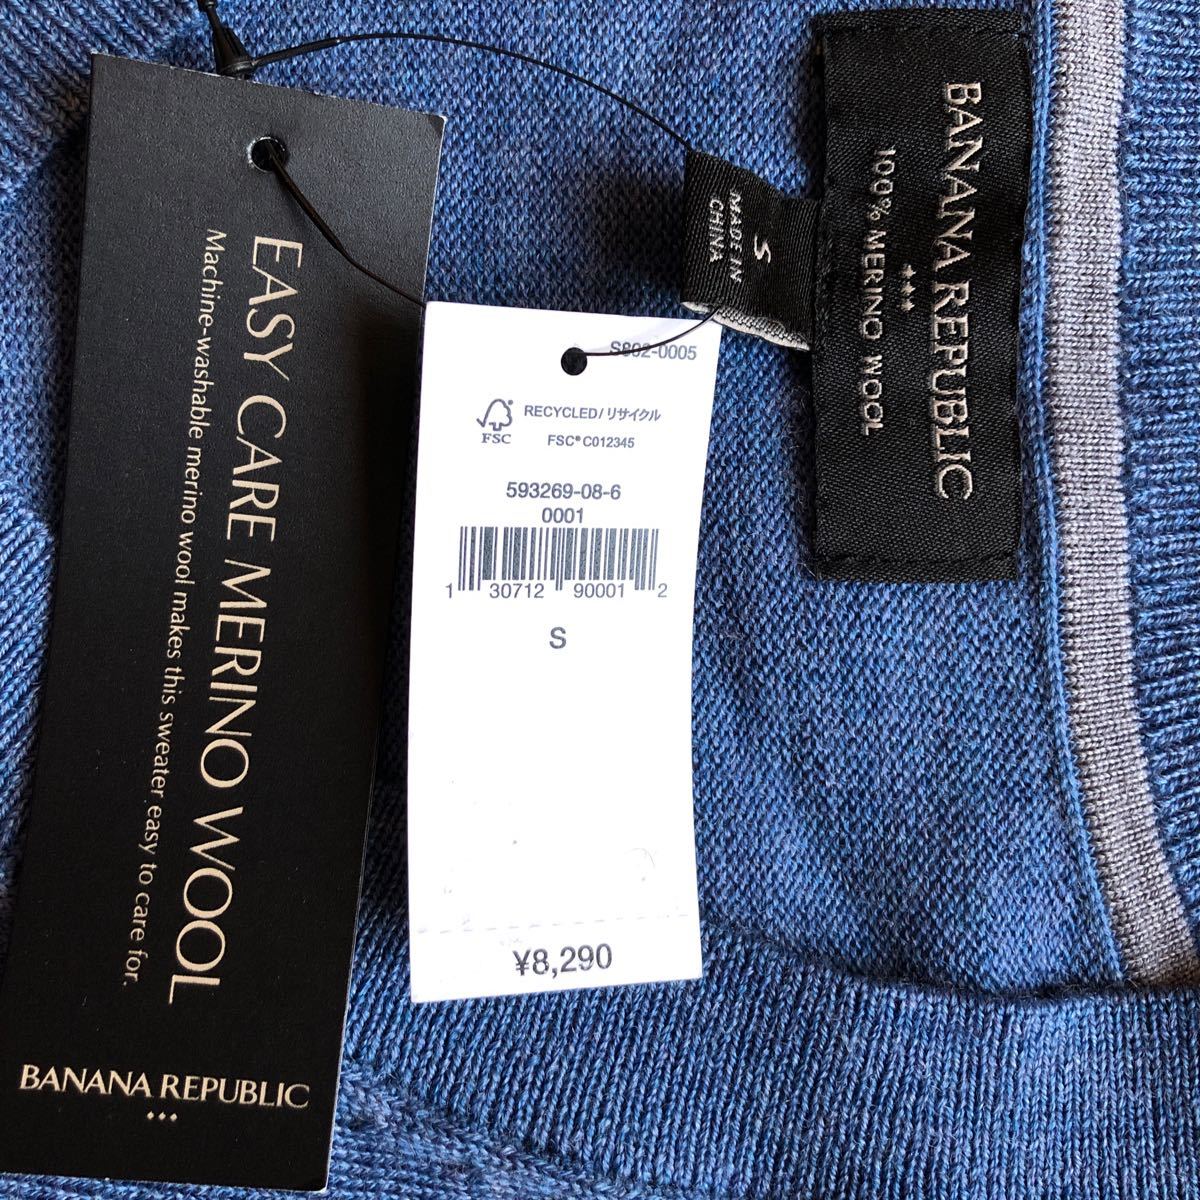 EASY CARE MERINO WOOL
Machine-washable merino wool makes this sweater easy to care for.
BANANA REPUBLIC
S802-0005
FSC
RECYCLED/リサイクル
FSC® C012345
593269-08-6
0001
1 30712 90001 2
S
¥8,290
S
MADE IN
CHINA
BANANA REPUBLIC
100% MERINO WOOL